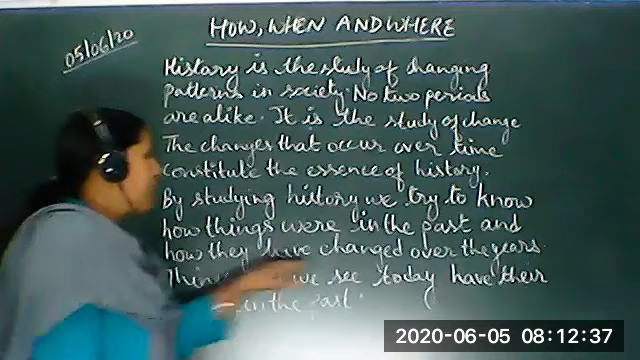 05/06/20
HOW, WHEN AND WHERE
History is the study of changing
patterns in society. No two periods
are alike. It is the study of change
The changes that occur over time
constitute the essence of history.
By studying history we try to know
how things were in the past and
how they have changed over the years.
we see today have their
in the past.
2020-06-05 08:12:37